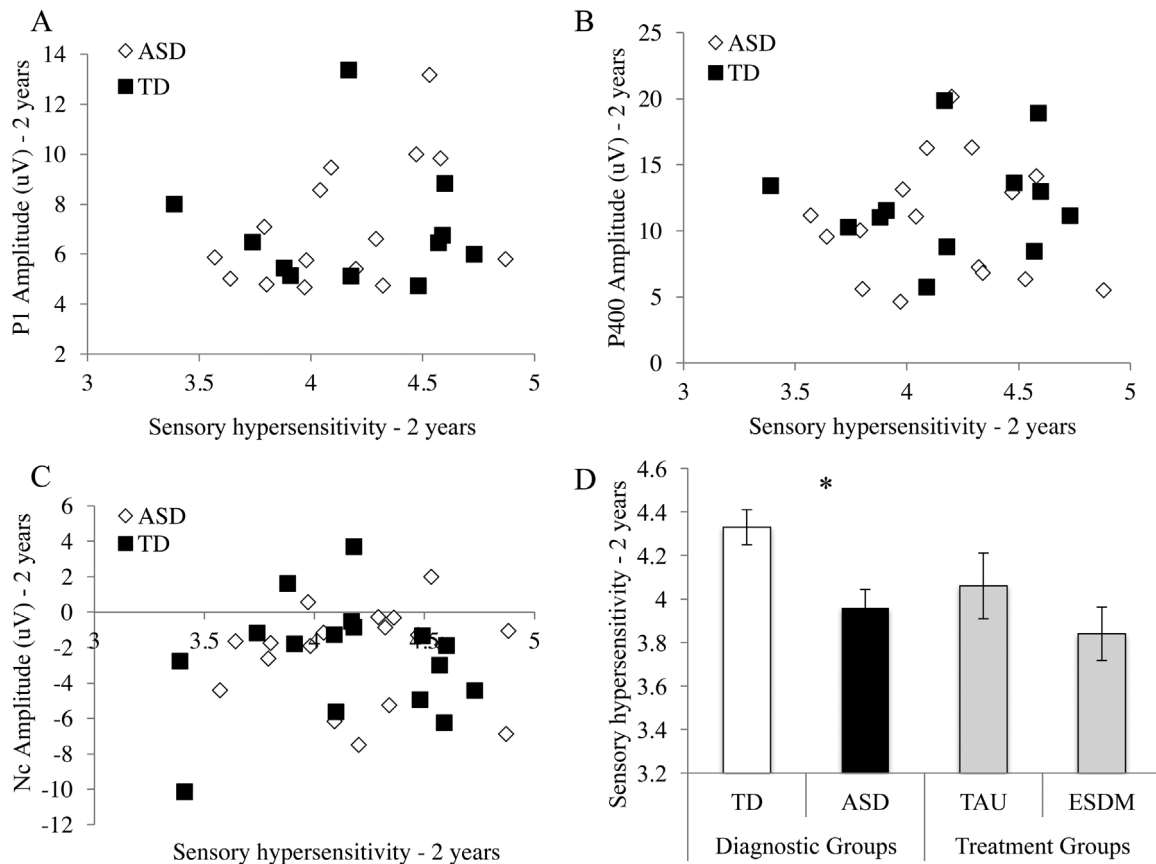 A
ASD
TD
P1 Amplitude (uV) - 2 years
14
12
10
8
6
4
2
3 3.5 4 4.5 5
Sensory hypersensitivity - 2 years
B
ASD
TD
P400 Amplitude (uV) - 2 years
25
20
15
10
5
0
3 3.5 4 4.5 5
Sensory hypersensitivity - 2 years
C
ASD
TD
Nc Amplitude (uV) - 2 years
6
4
2
0
-2
-4
-6
-8
-10
-12
3 3.5 4 4.5 5
Sensory hypersensitivity - 2 years
D
*
Sensory hypersensitivity - 2 years
4.6
4.4
4.2
4
3.8
3.6
3.4
3.2
TD ASD TAU ESDM
Diagnostic Groups Treatment Groups